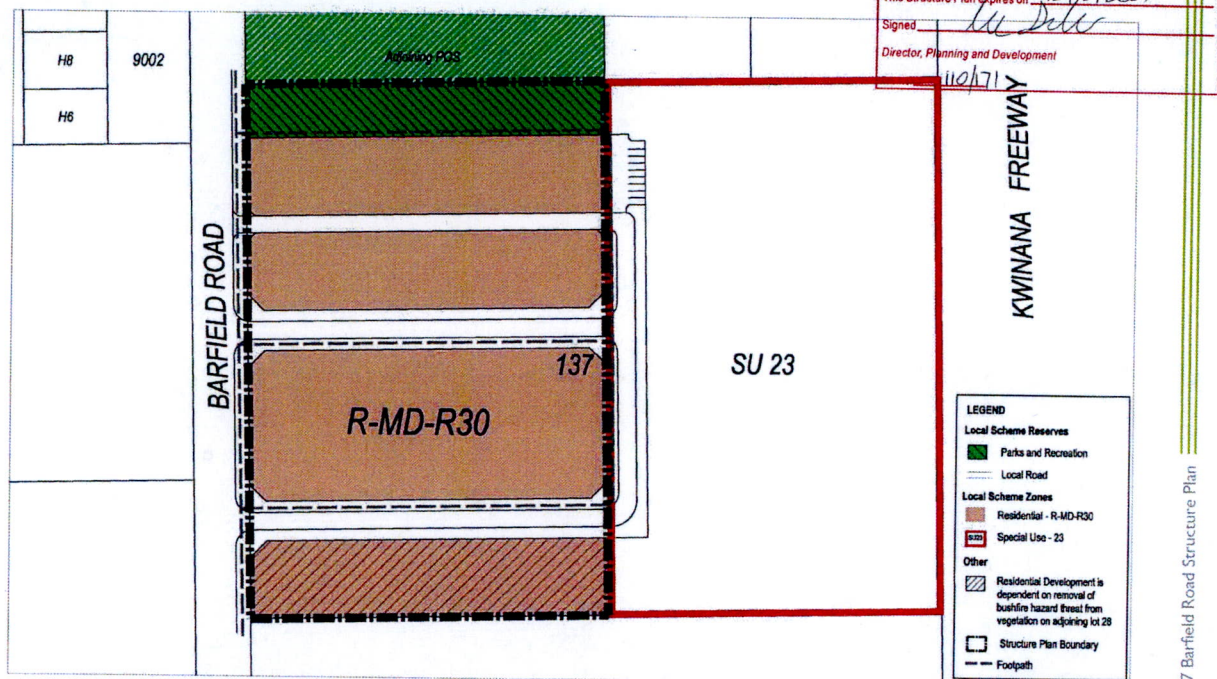 Signed
Director, Planning and Development
H8
9002
H6
Adjoining POS
BARFIELD ROAD
137
R-MD-R30
SU 23
KWINANA FREEWAY
LEGEND
Local Scheme Reserves
Parks and Recreation
Local Road
Local Scheme Zones
Residential - R-MD-R30
SU23
Special Use - 23
Other
Residential Development is
dependent on removal of
bushfire hazard threat from
vegetation on adjoining lot 28
Structure Plan Boundary
Footpath
7 Barfield Road Structure Plan